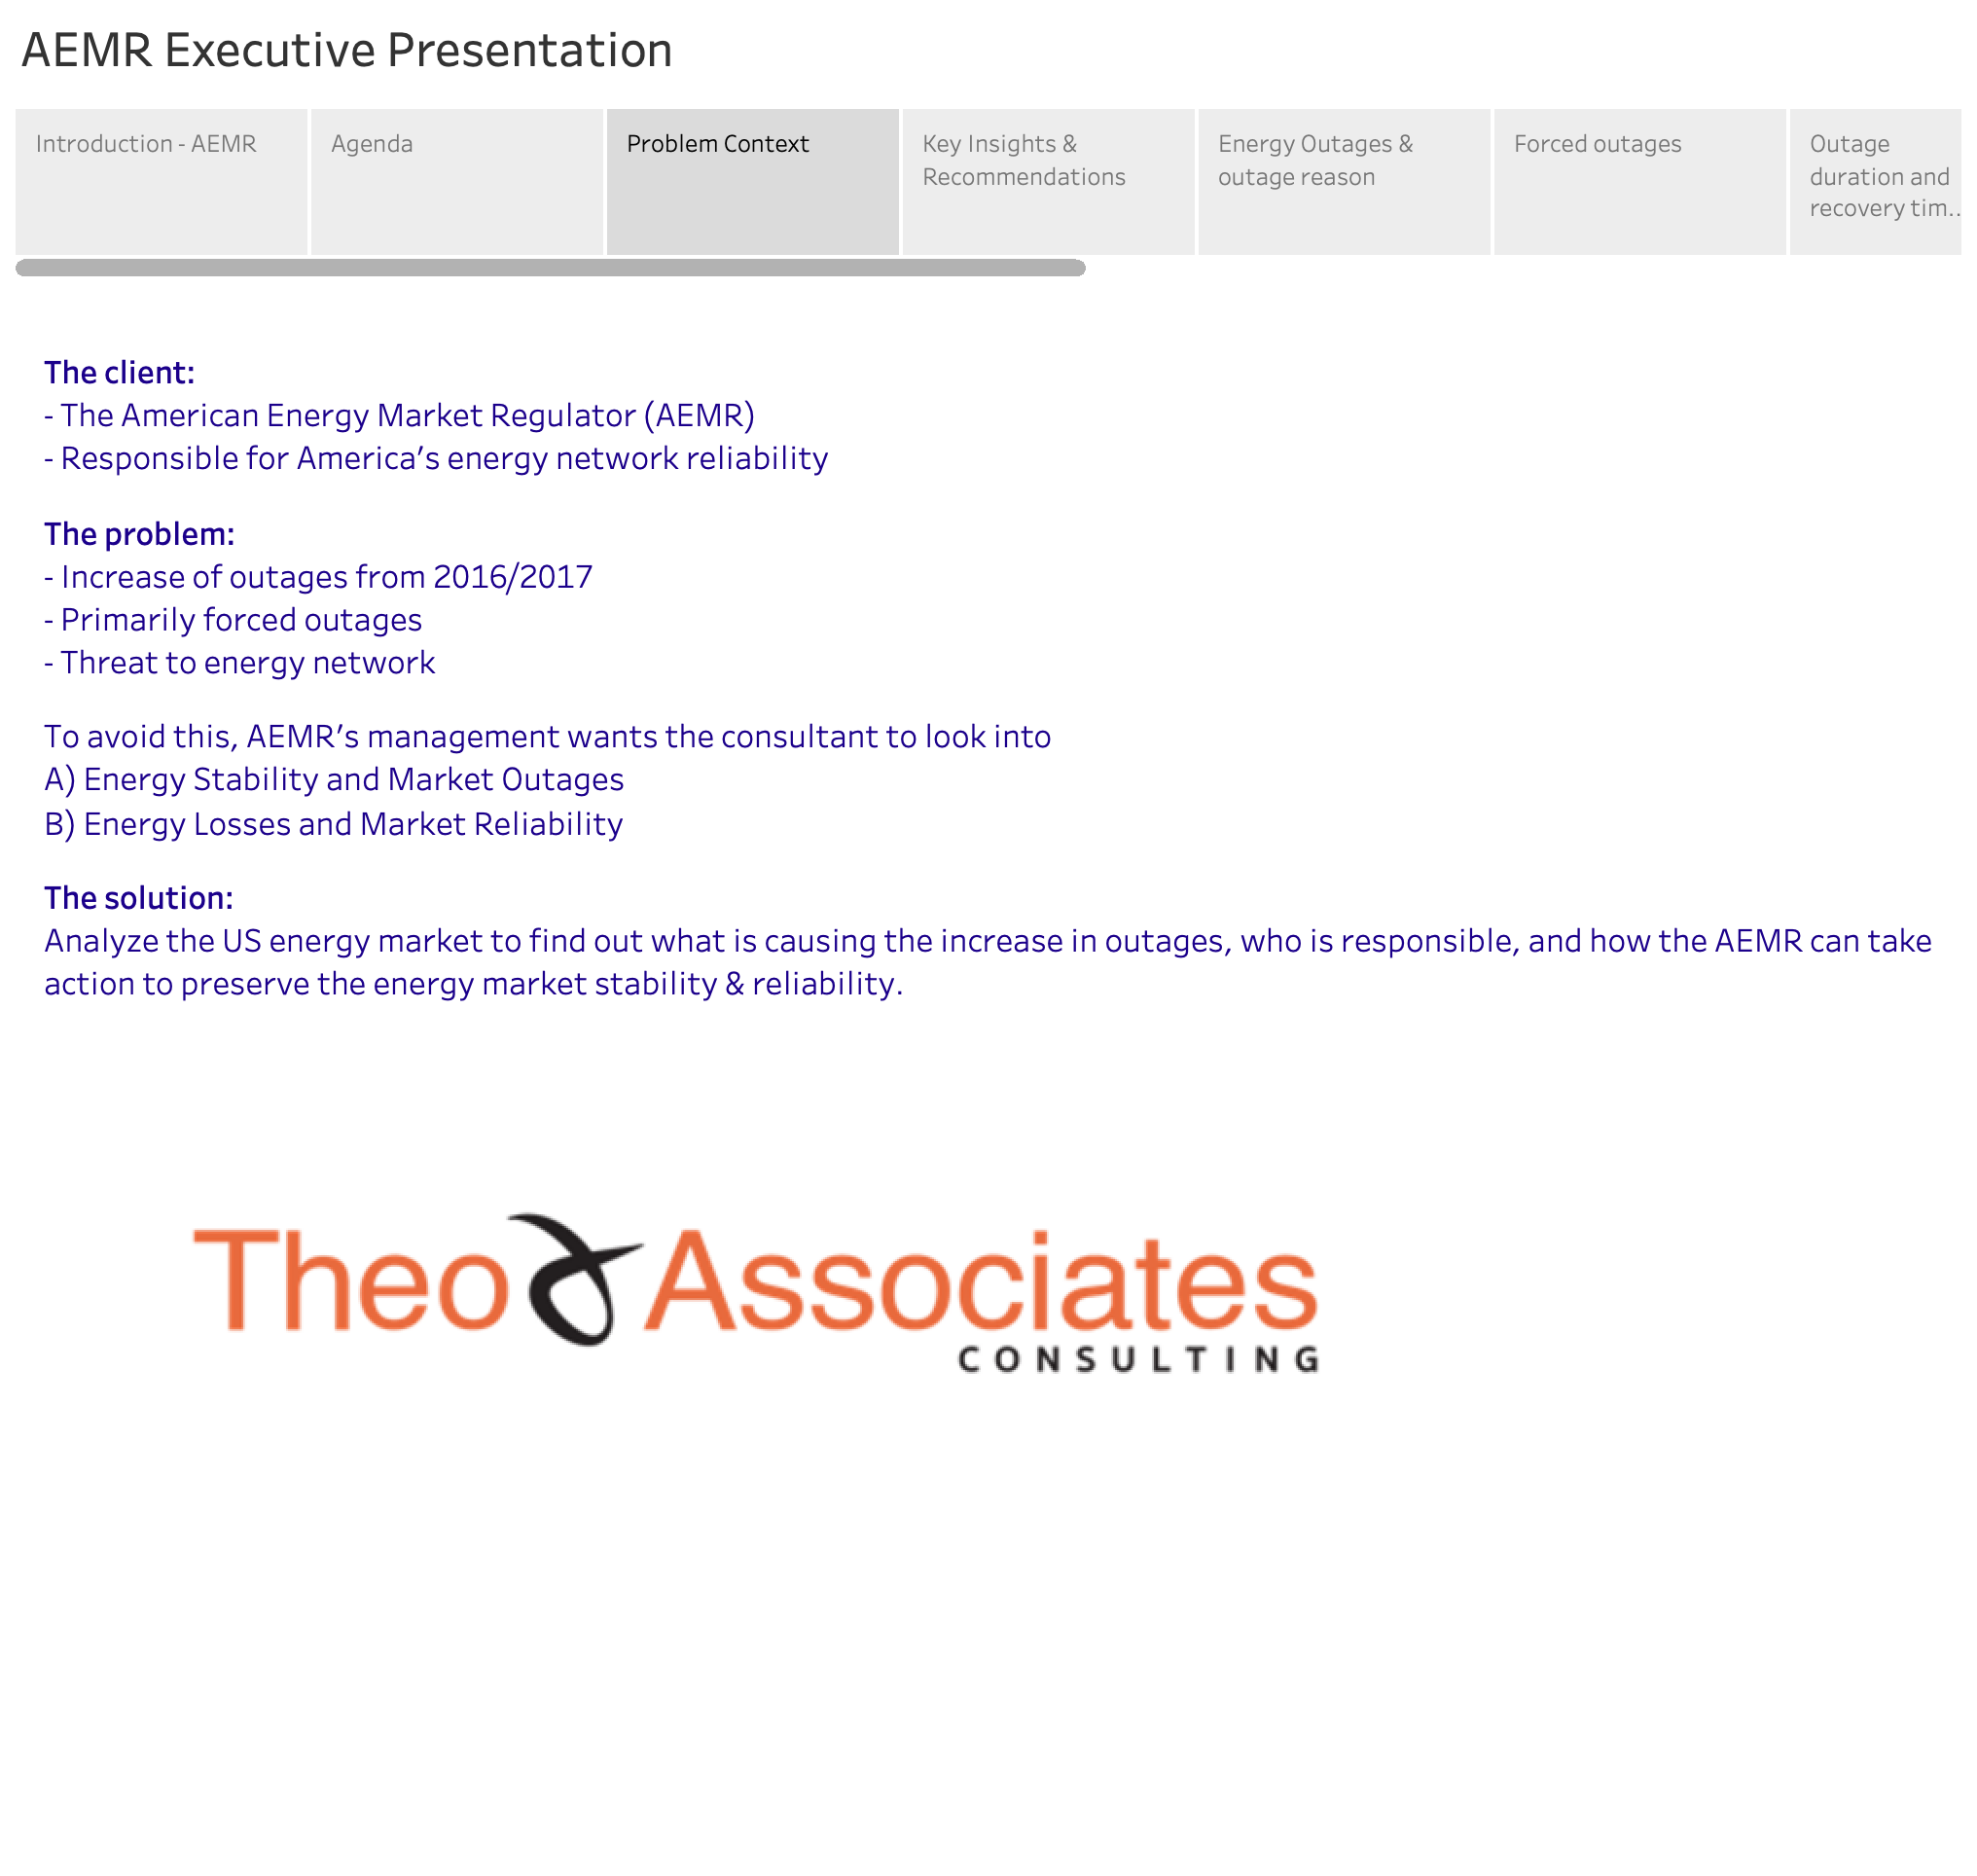 AEMR Executive Presentation
Introduction - AEMR
Agenda
Problem Context
Key Insights &
Recommendations
Energy Outages &
outage reason
Forced outages
Outage
duration and
recovery tim..
The client:
- The American Energy Market Regulator (AEMR)
- Responsible for America’s energy network reliability
The problem:
- Increase of outages from 2016/2017
- Primarily forced outages
- Threat to energy network
To avoid this, AEMR’s management wants the consultant to look into
A) Energy Stability and Market Outages
B) Energy Losses and Market Reliability
The solution:
Analyze the US energy market to find out what is causing the increase in outages, who is responsible, and how the AEMR can take
action to preserve the energy market stability & reliability.
Theo Associates
CONSULTING